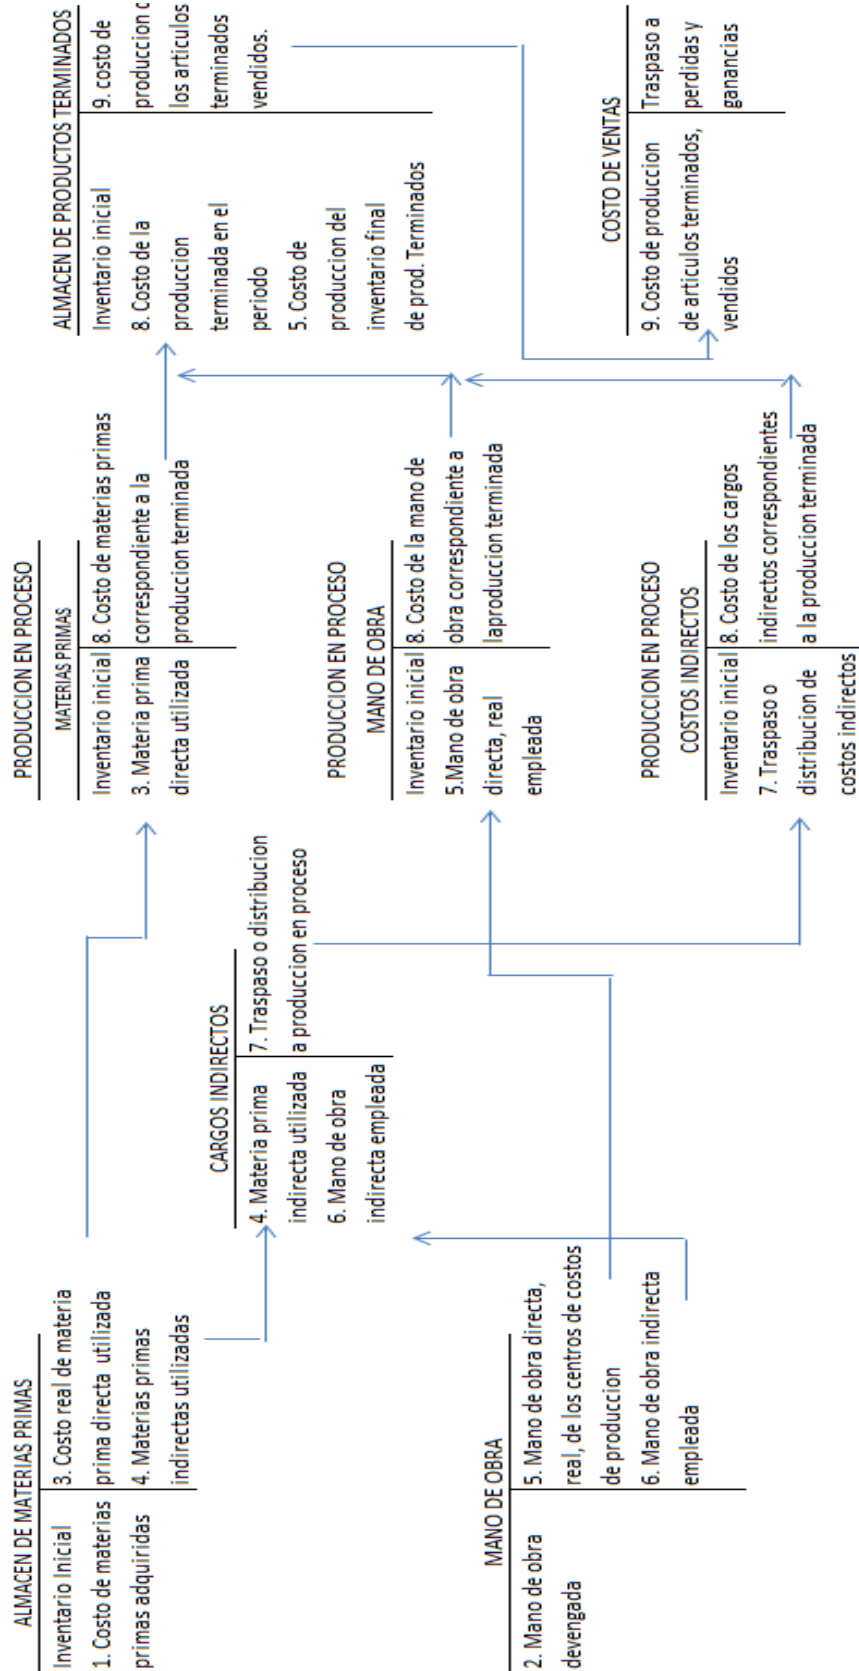 ALMACEN DE MATERIAS PRIMAS
Inventario Inicial
1. Costo de materias
primas adquiridas
3. Costo real de materia
prima directa utilizada
4. Materias primas
indirectas utilizadas
MANO DE OBRA
2. Mano de obra
devengada
5. Mano de obra directa,
real, de los centros de costos
de produccion
6. Mano de obra indirecta
empleada
CARGOS INDIRECTOS
4. Materia prima
indirecta utilizada
6. Mano de obra
indirecta empleada
7. Traspaso o distribucion
a produccion en proceso
PRODUCCION EN PROCESO
MATERIAS PRIMAS
Inventario inicial
3. Materia prima
directa utilizada
8. Costo de materias primas
correspondiente a la
produccion terminada
PRODUCCION EN PROCESO
MANO DE OBRA
Inventario inicial
5.Mano de obra
directa, real
empleada
8. Costo de la mano de
obra correspondiente a
laproduccion terminada
PRODUCCION EN PROCESO
COSTOS INDIRECTOS
Inventario inicial
7. Traspaso o
distribucion de
costos indirectos
8. Costo de los cargos
indirectos correspondientes
a la produccion terminada
ALMACEN DE PRODUCTOS TERMINADOS
Inventario inicial
8. Costo de la
produccion
terminada en el
periodo
5. Costo de
produccion del
inventario final
de prod. Terminados
9. costo de
produccion
los articulos
terminados
vendidos.
COSTO DE VENTAS
9. Costo de produccion
de articulos terminados,
vendidos
Traspaso a
perdidas y
ganancias